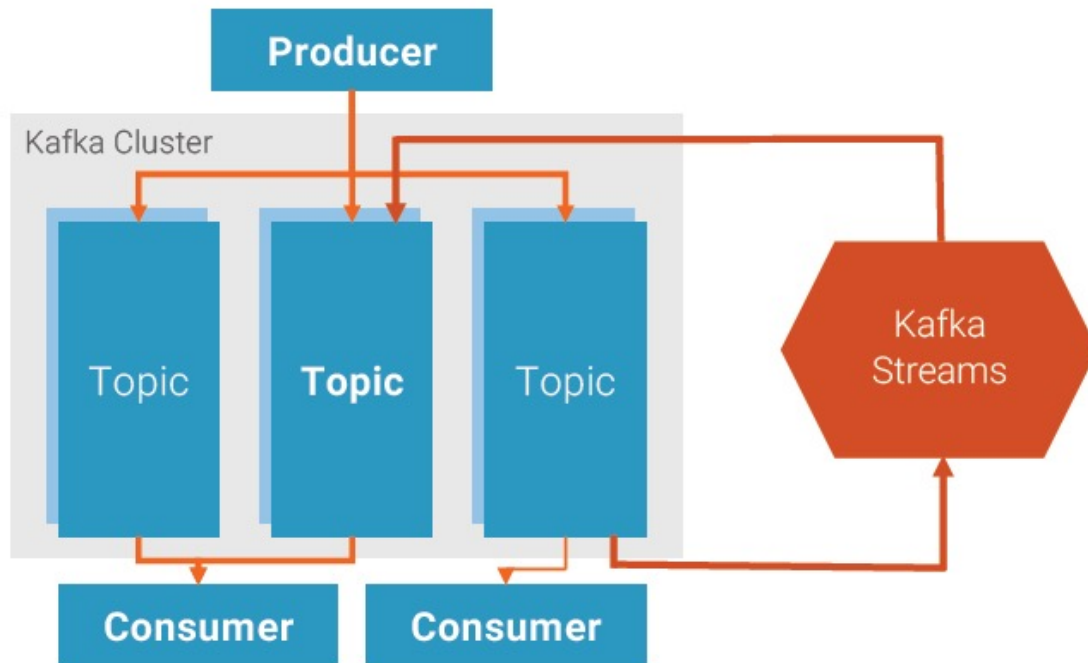 Producer
Kafka Cluster
Topic
Topic
Topic
Kafka
Streams
Consumer
Consumer